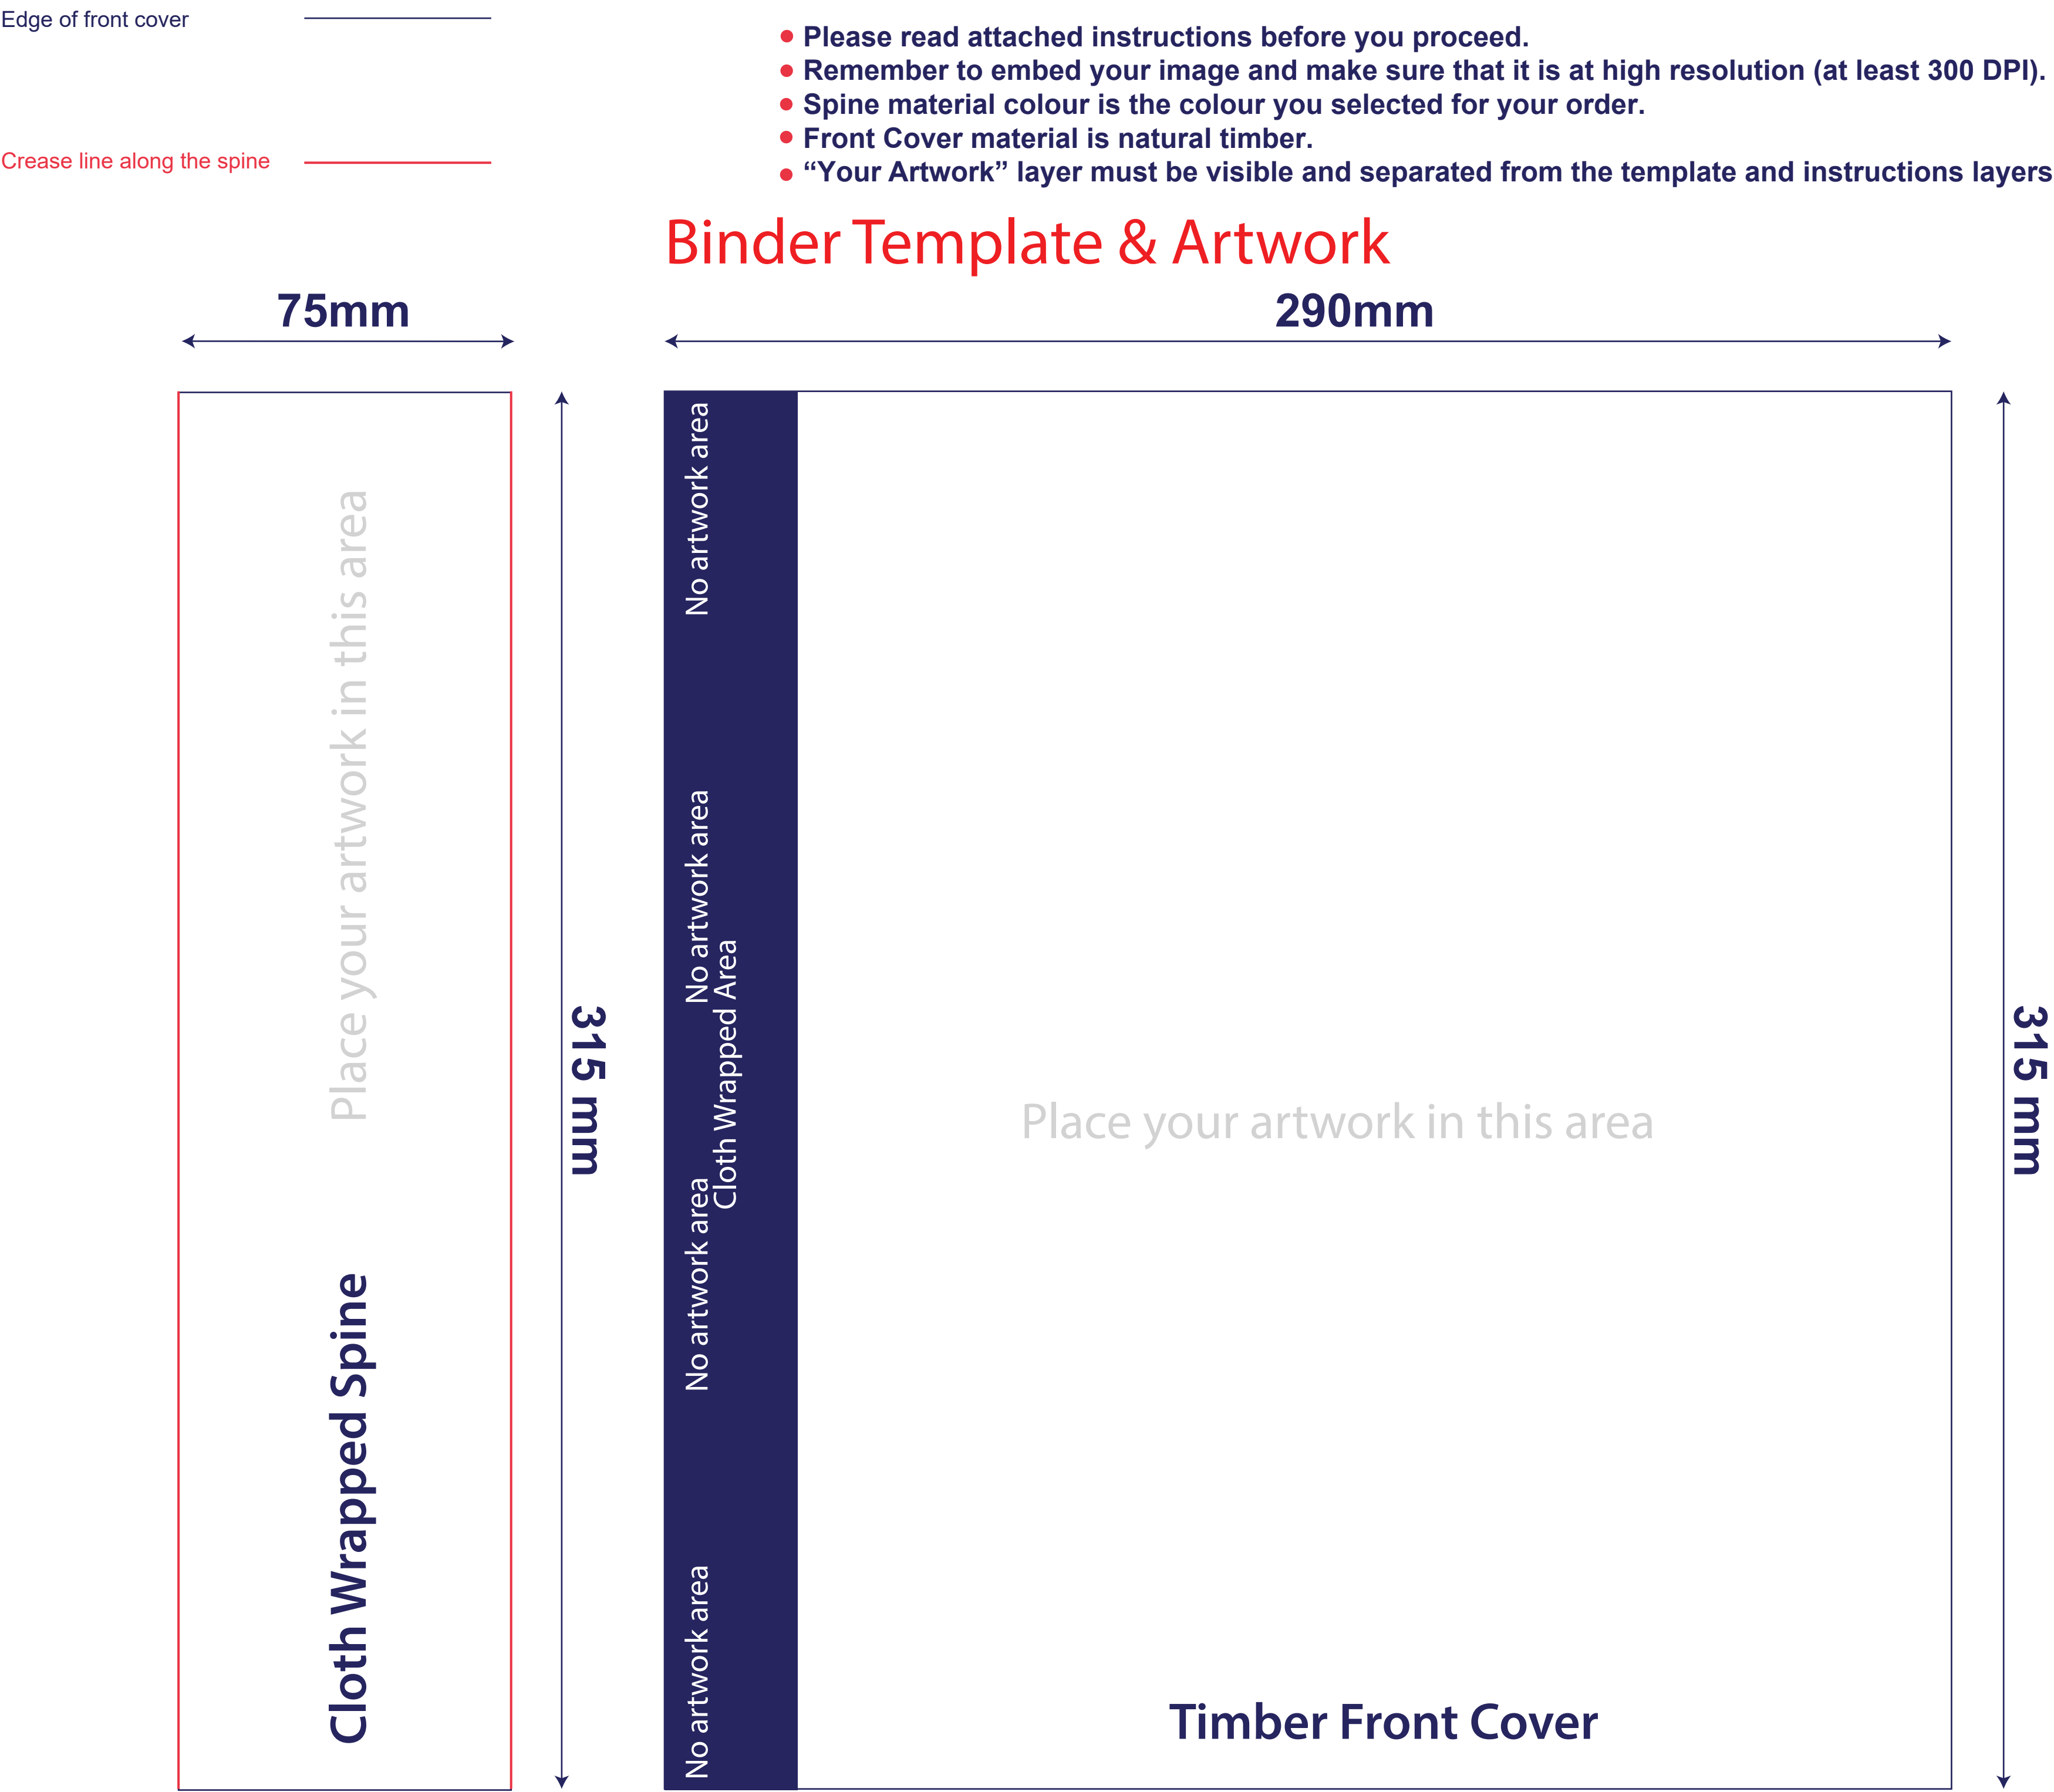 Edge of front cover
Crease line along the spine
• Please read attached instructions before you proceed.
• Remember to embed your image and make sure that it is at high resolution (at least 300 DPI).
• Spine material colour is the colour you selected for your order.
• Front Cover material is natural timber.
• “Your Artwork” layer must be visible and separated from the template and instructions layers
Binder Template & Artwork
75mm
290mm
Place your artwork in this area
Cloth Wrapped Spine
315 mm
No artwork area
No artwork area
No artwork area
No artwork area
Cloth Wrapped Area
Place your artwork in this area
Timber Front Cover
315 mm